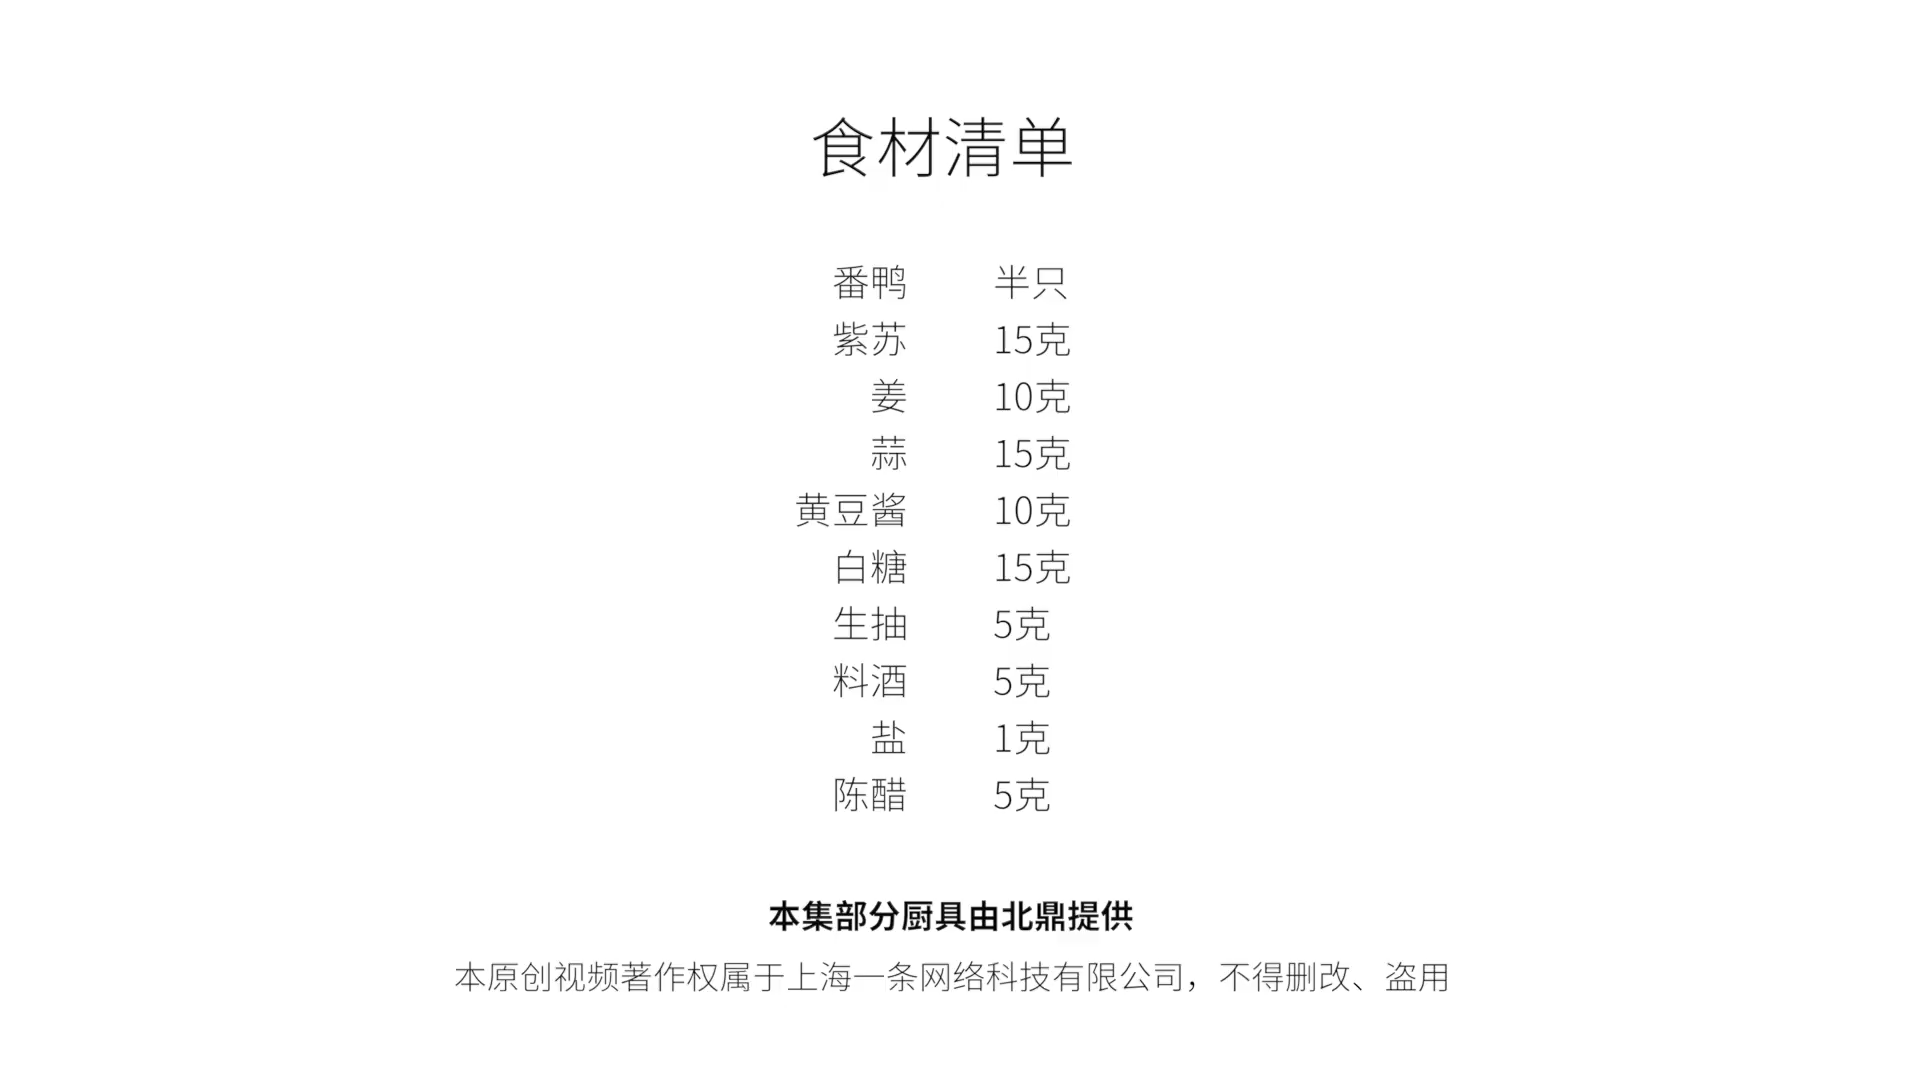 食材清单
番鸭 半只
紫苏 15克
姜 10克
蒜 15克
黄豆酱 10克
白糖 15克
生抽 5克
料酒 5克
盐 1克
陈醋 5克
本集部分厨具由北鼎提供
本原创视频著作权属于上海一条网络科技有限公司，不得删改、盗用